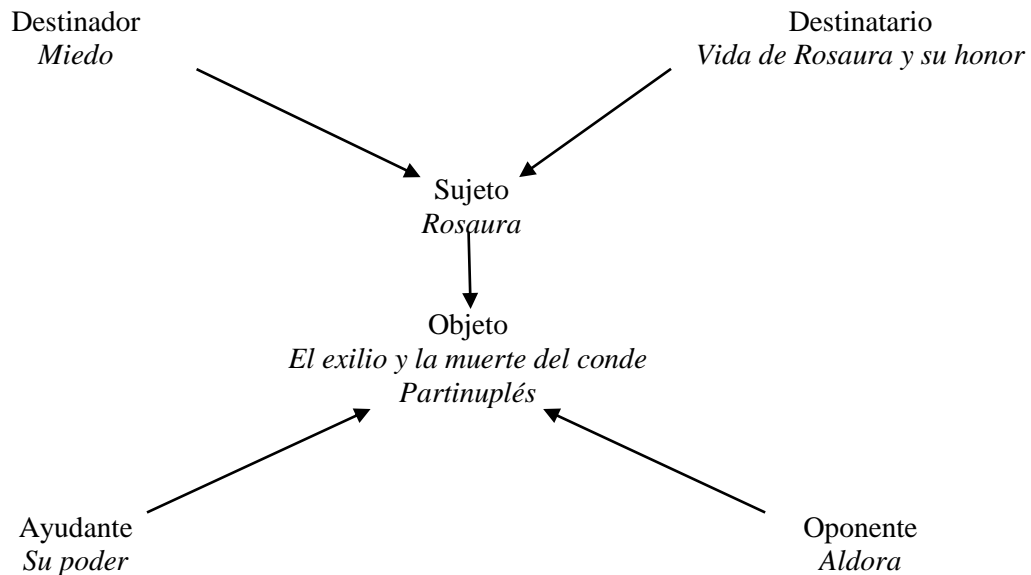 Destinador
Miedo
Destinatario
Vida de Rosaura y su honor
Sujeto
Rosaura
Objeto
El exilio y la muerte del conde
Partinuplés
Ayudante
Su poder
Oponente
Aldora